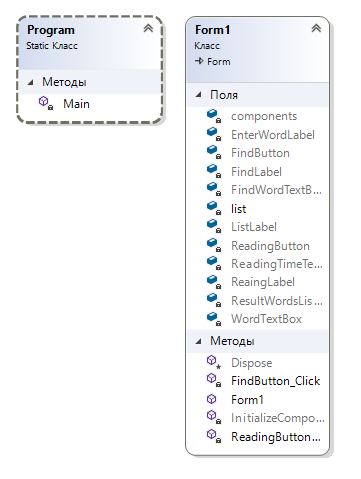 Program
Static Класс
Методы
Main
Form1
Класс
Form
Поля
components
EnterWordLabel
FindButton
FindLabel
FindWordTextB...
list
ListLabel
ReadingButton
ReadingTimeTe...
ReaingLabel
ResultWordsLis...
WordTextBox
Методы
Dispose
FindButton_Click
Form1
InitializeCompo...
ReadingButton...